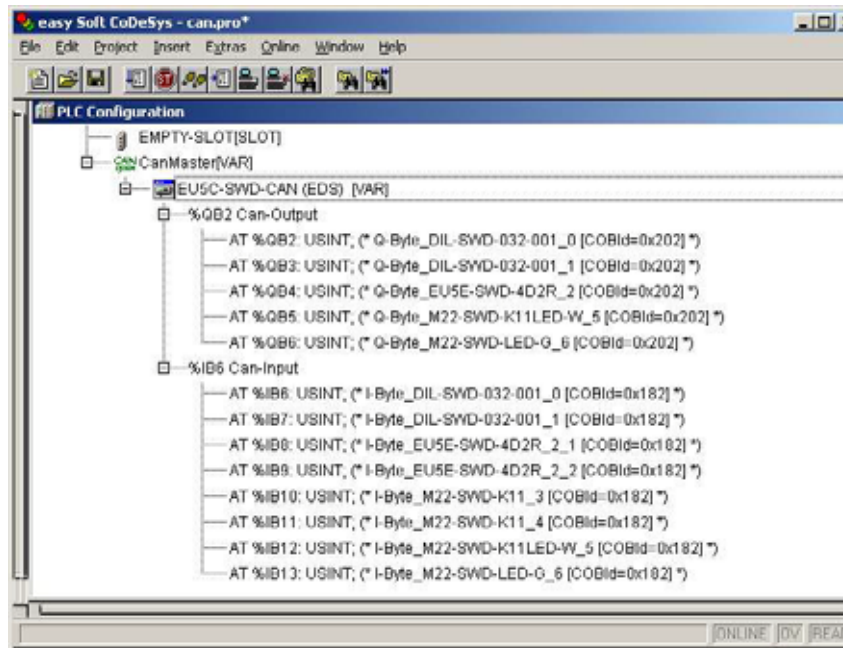 easy Soft CoDeSys - can.pro*
File Edit Project Insert Extras Online Window Help
PLC Configuration
EMPTY-SLOT[SLOT]
CanMaster[VAR]
EU5C-SWD-CAN (EDS) [VAR]
%QB2 Can-Output
AT %QB2: USINT; (* Q-Byte_DIL-SWD-032-001_0 [COBId=0x202] *)
AT %QB3: USINT; (* Q-Byte_DIL-SWD-032-001_1 [COBId=0x202] *)
AT %QB4: USINT; (* Q-Byte_EU5E-SWD-4D2R_2 [COBId=0x202] *)
AT %QB5: USINT; (* Q-Byte_M22-SWD-K11LED-W_5 [COBId=0x202] *)
AT %QB6: USINT; (* Q-Byte_M22-SWD-LED-G_6 [COBId=0x202] *)
%IB6 Can-Input
AT %IB6: USINT; (* I-Byte_DIL-SWD-032-001_0 [COBId=0x182] *)
AT %IB7: USINT; (* I-Byte_DIL-SWD-032-001_1 [COBId=0x182] *)
AT %IB8: USINT; (* I-Byte_EU5E-SWD-4D2R_2_1 [COBId=0x182] *)
AT %IB9: USINT; (* I-Byte_EU5E-SWD-4D2R_2_2 [COBId=0x182] *)
AT %IB10: USINT; (* I-Byte_M22-SWD-K11_3 [COBId=0x182] *)
AT %IB11: USINT; (* I-Byte_M22-SWD-K11_4 [COBId=0x182] *)
AT %IB12: USINT; (* I-Byte_M22-SWD-K11LED-W_5 [COBId=0x182] *)
AT %IB13: USINT; (* I-Byte_M22-SWD-LED-G_6 [COBId=0x182] *)
ONLINE OV REA